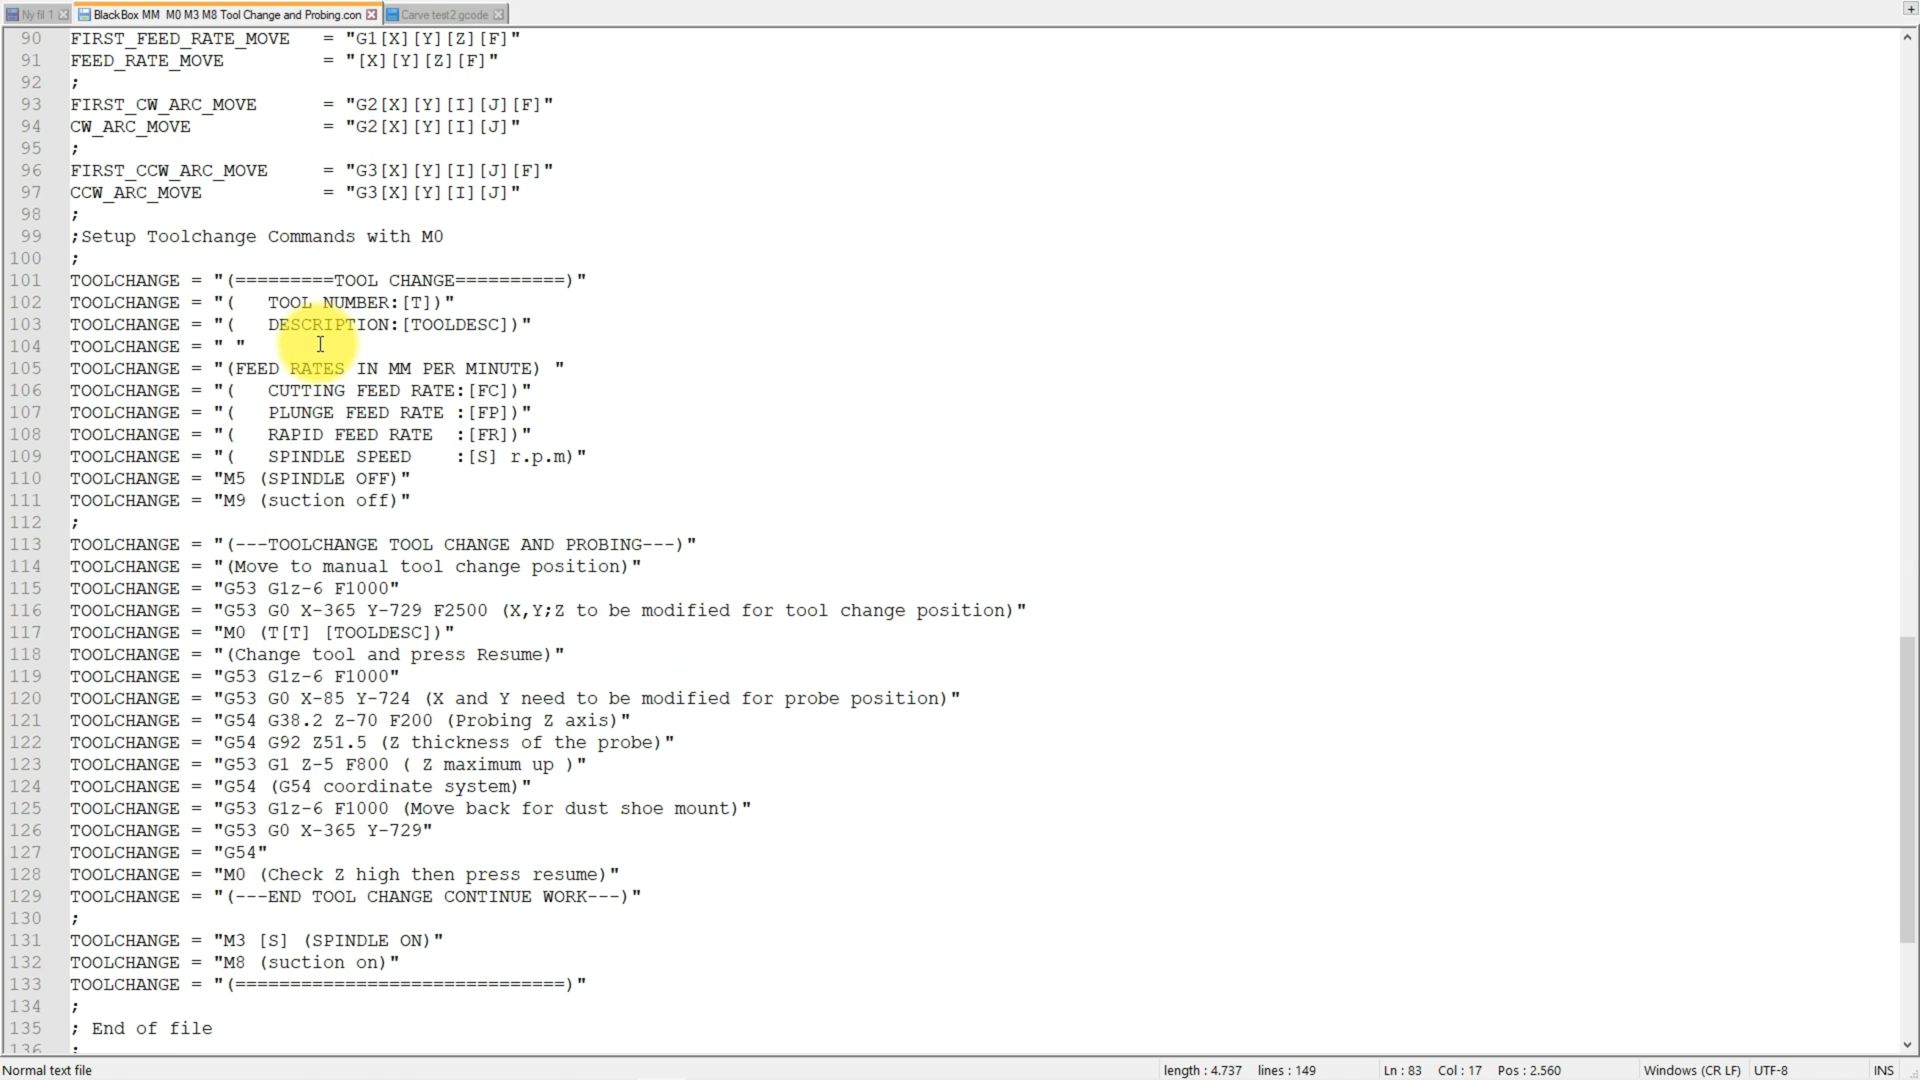 Ny fil 1 BlackBox MM M0 M3 M8 Tool Change and Probing.con Carve test2.gcode
90 FIRST_FEED_RATE_MOVE = "G1[X][Y][Z][F]"
91 FEED_RATE_MOVE = "[X][Y][Z][F]"
92 ;
93 FIRST_CW_ARC_MOVE = "G2[X][Y][I][J][F]"
94 CW_ARC_MOVE = "G2[X][Y][I][J]"
95 ;
96 FIRST_CCW_ARC_MOVE = "G3[X][Y][I][J][F]"
97 CCW_ARC_MOVE = "G3[X][Y][I][J]"
98 ;
99 ;Setup Toolchange Commands with M0
100 ;
101 TOOLCHANGE = "(=========TOOL CHANGE==========)"
102 TOOLCHANGE = "(   TOOL NUMBER:[T])"
103 TOOLCHANGE = "(   DESCRIPTION:[TOOLDESC])"
104 TOOLCHANGE = " "
105 TOOLCHANGE = "(FEED RATES IN MM PER MINUTE) "
106 TOOLCHANGE = "(   CUTTING FEED RATE:[FC])"
107 TOOLCHANGE = "(   PLUNGE FEED RATE :[FP])"
108 TOOLCHANGE = "(   RAPID FEED RATE  :[FR])"
109 TOOLCHANGE = "(   SPINDLE SPEED    :[S] r.p.m)"
110 TOOLCHANGE = "M5 (SPINDLE OFF)"
111 TOOLCHANGE = "M9 (suction off)"
112 ;
113 TOOLCHANGE = "(---TOOLCHANGE TOOL CHANGE AND PROBING---)"
114 TOOLCHANGE = "(Move to manual tool change position)"
115 TOOLCHANGE = "G53 G1z-6 F1000"
116 TOOLCHANGE = "G53 G0 X-365 Y-729 F2500 (X,Y;Z to be modified for tool change position)"
117 TOOLCHANGE = "M0 (T[T] [TOOLDESC])"
118 TOOLCHANGE = "(Change tool and press Resume)"
119 TOOLCHANGE = "G53 G1z-6 F1000"
120 TOOLCHANGE = "G53 G0 X-85 Y-724 (X and Y need to be modified for probe position)"
121 TOOLCHANGE = "G54 G38.2 Z-70 F200 (Probing Z axis)"
122 TOOLCHANGE = "G54 G92 Z51.5 (Z thickness of the probe)"
123 TOOLCHANGE = "G53 G1 Z-5 F800 ( Z maximum up )"
124 TOOLCHANGE = "G54 (G54 coordinate system)"
125 TOOLCHANGE = "G53 G1z-6 F1000 (Move back for dust shoe mount)"
126 TOOLCHANGE = "G53 G0 X-365 Y-729"
127 TOOLCHANGE = "G54"
128 TOOLCHANGE = "M0 (Check Z high then press resume)"
129 TOOLCHANGE = "(---END TOOL CHANGE CONTINUE WORK---)"
130 ;
131 TOOLCHANGE = "M3 [S] (SPINDLE ON)"
132 TOOLCHANGE = "M8 (suction on)"
133 TOOLCHANGE = "(==============================)"
134 ;
135 ; End of file
136 ;
Normal text file length : 4.737 lines : 149 Ln : 83 Col : 17 Pos : 2.560 Windows (CR LF) UTF-8 INS